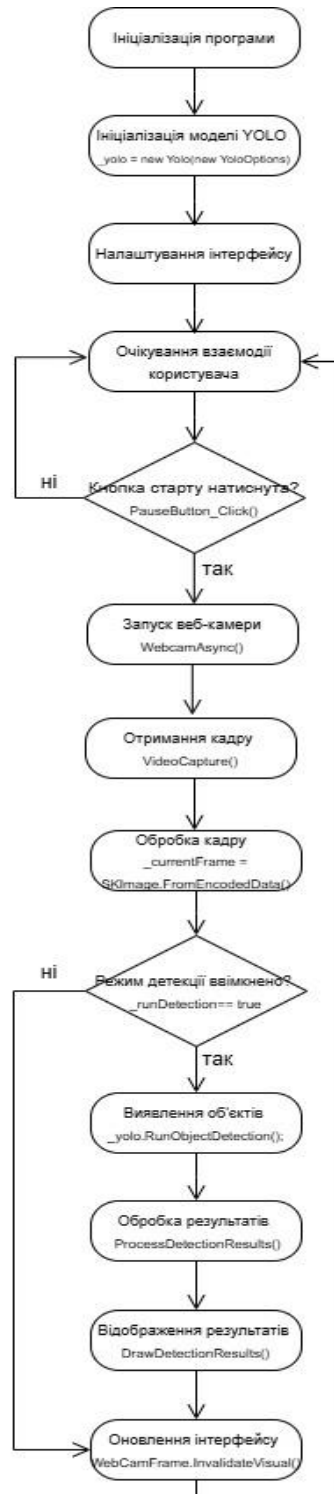 Ініціалізація програми
Ініціалізація моделі YOLO
_yolo = new Yolo(new YoloOptions)
Налаштування інтерфейсу
Очікування взаємодії
користувача
ні
Кнопка старту натиснута?
PauseButton_Click()
так
Запуск веб-камери
WebcamAsync()
Отримання кадру
VideoCapture()
Обробка кадру
_currentFrame =
SKImage.FromEncodedData()
ні
Режим детекції ввімкнено?
_runDetection== true
так
Виявлення об'єктів
_yolo.RunObjectDetection();
Обробка результатів
ProcessDetectionResults()
Відображення результатів
DrawDetectionResults()
Оновлення інтерфейсу
WebCamFrame.InvalidateVisual()